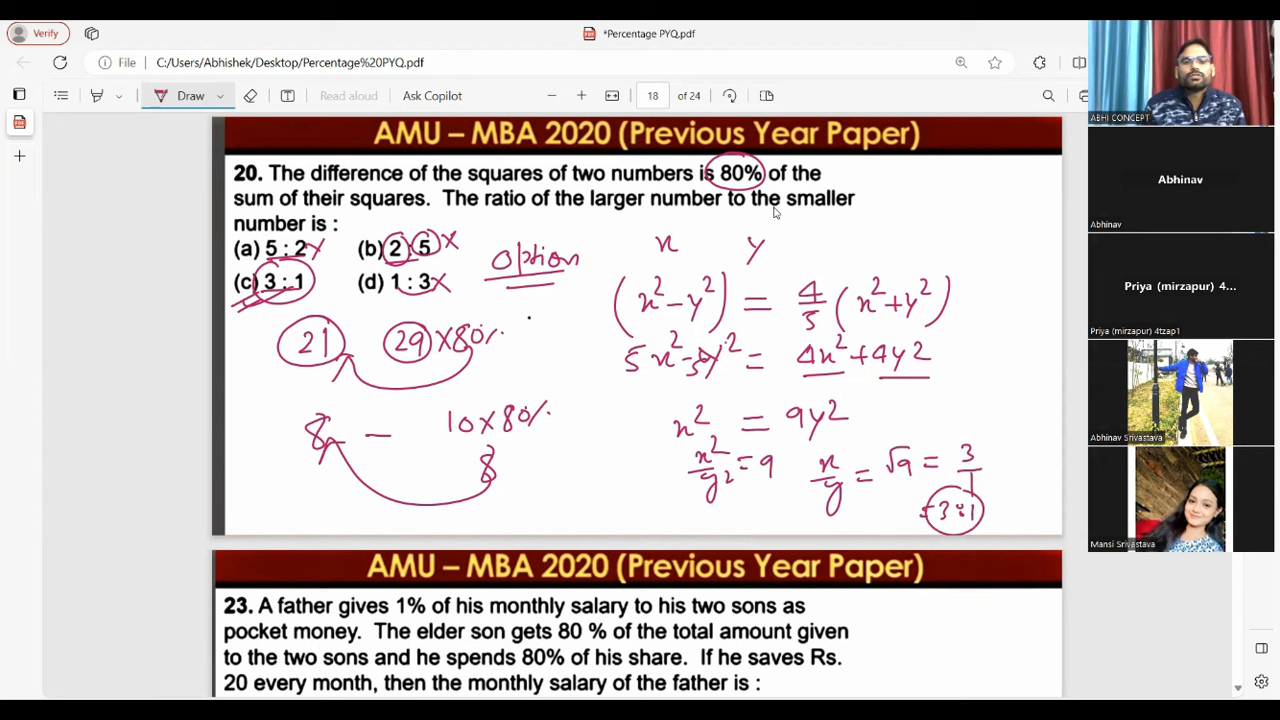 Verify
*Percentage PYQ.pdf
File C:/Users/Abhishek/Desktop/Percentage%20PYQ.pdf
Draw Read aloud Ask Copilot 18 of 24
AMU – MBA 2020 (Previous Year Paper)
20. The difference of the squares of two numbers is 80% of the
sum of their squares. The ratio of the larger number to the smaller
number is :
(a) 5 : 2 x (b) 2 : 5 x
(c) 3 : 1 (d) 1 : 3 x
option
x y
(x² - y²) = 4/5 (x² + y²)
21 29 x 80%
5x² - 5y² = 4x² + 4y²
8 — 10 x 80%
8
x² = 9y²
x²/y² = 9 x/y = √9 = 3/1
= 3:1
AMU – MBA 2020 (Previous Year Paper)
23. A father gives 1% of his monthly salary to his two sons as
pocket money. The elder son gets 80 % of the total amount given
to the two sons and he spends 80% of his share. If he saves Rs.
20 every month, then the monthly salary of the father is :
ABHI CONCEPT
Abhinav
Abhinav
Priya (mirzapur) 4...
Priya (mirzapur) 4tzap1
Abhinav Srivastava
Mansi Srivastava